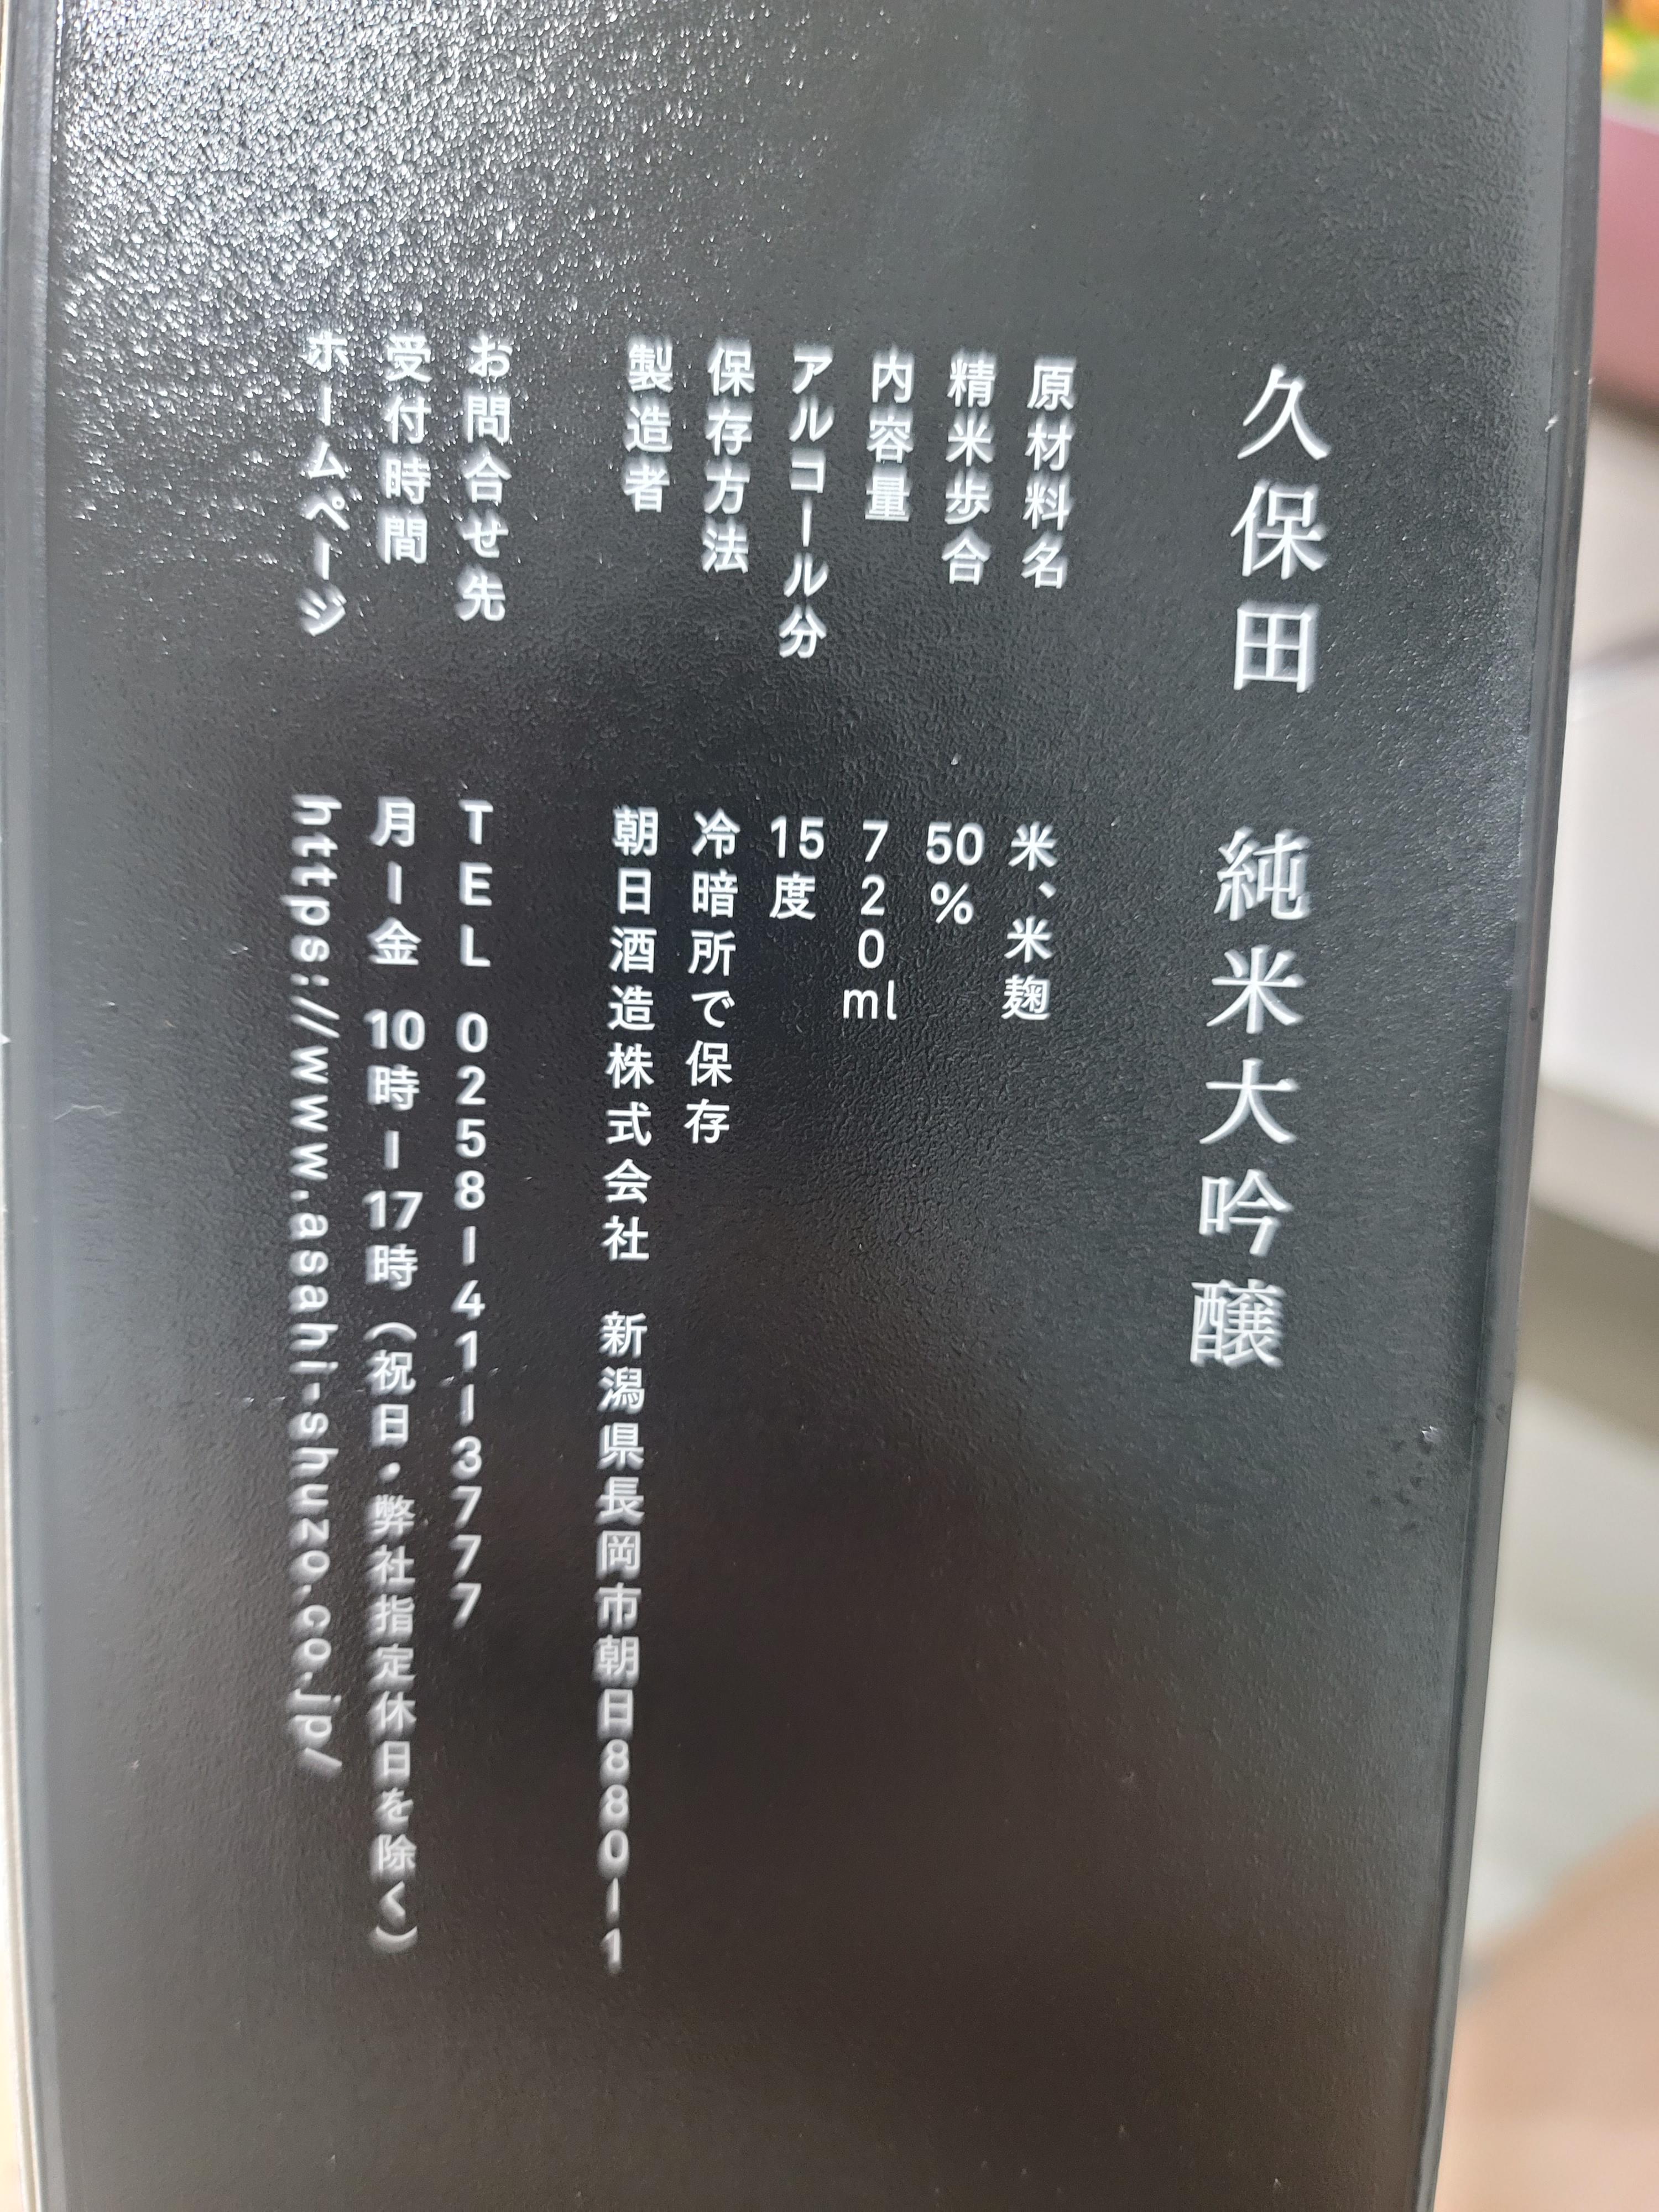 久保田 純米大吟醸
原材料名 米、米麹
精米歩合 50%
内容量 720ml
アルコール分 15度
保存方法 冷暗所で保存
製造者 朝日酒造株式会社 新潟県長岡市朝日880-1
お問合せ先 TEL 0258-41-3777
受付時間 月-金 10時-17時（祝日・弊社指定休日を除く）
ホームページ https://www.asahi-shuzo.co.jp/